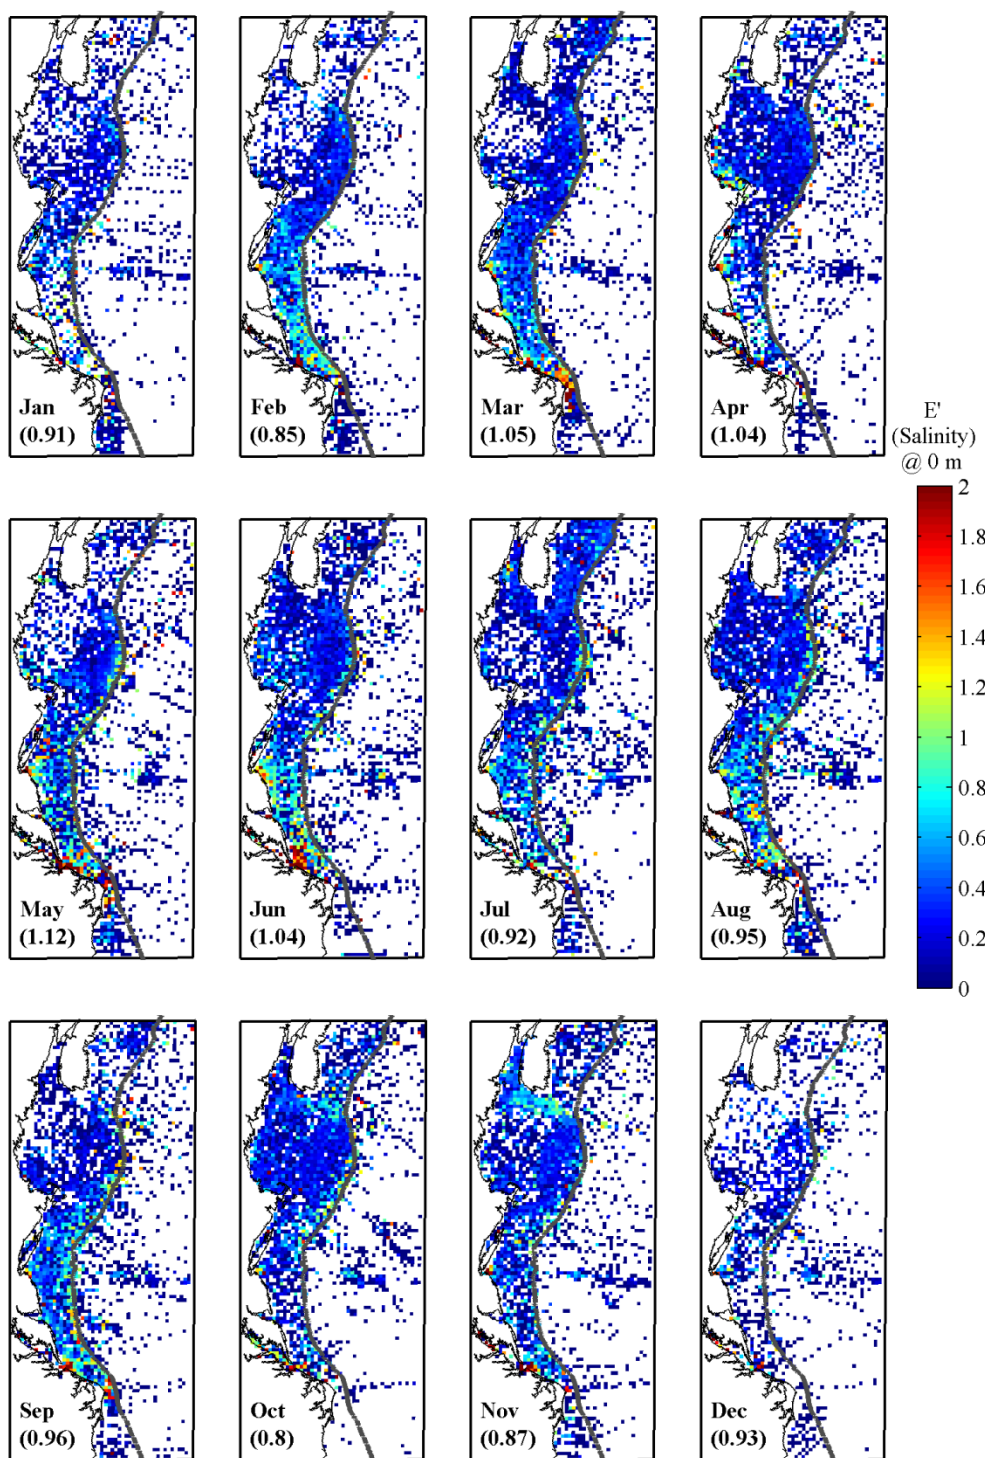 Jan
(0.91)
Feb
(0.85)
Mar
(1.05)
Apr
(1.04)
E'
(Salinity)
@ 0 m
2
1.8
1.6
1.4
1.2
1
0.8
0.6
0.4
0.2
0
May
(1.12)
Jun
(1.04)
Jul
(0.92)
Aug
(0.95)
Sep
(0.96)
Oct
(0.8)
Nov
(0.87)
Dec
(0.93)